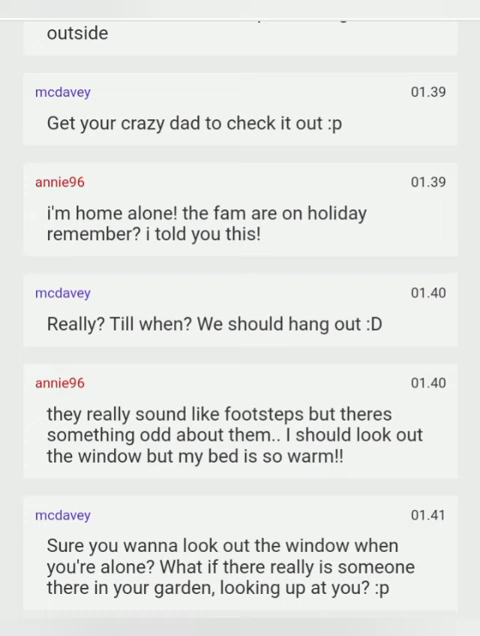 outside
mcdavey 01.39
Get your crazy dad to check it out :p
annie96 01.39
i'm home alone! the fam are on holiday
remember? i told you this!
mcdavey 01.40
Really? Till when? We should hang out :D
annie96 01.40
they really sound like footsteps but theres
something odd about them.. I should look out
the window but my bed is so warm!!
mcdavey 01.41
Sure you wanna look out the window when
you're alone? What if there really is someone
there in your garden, looking up at you? :p